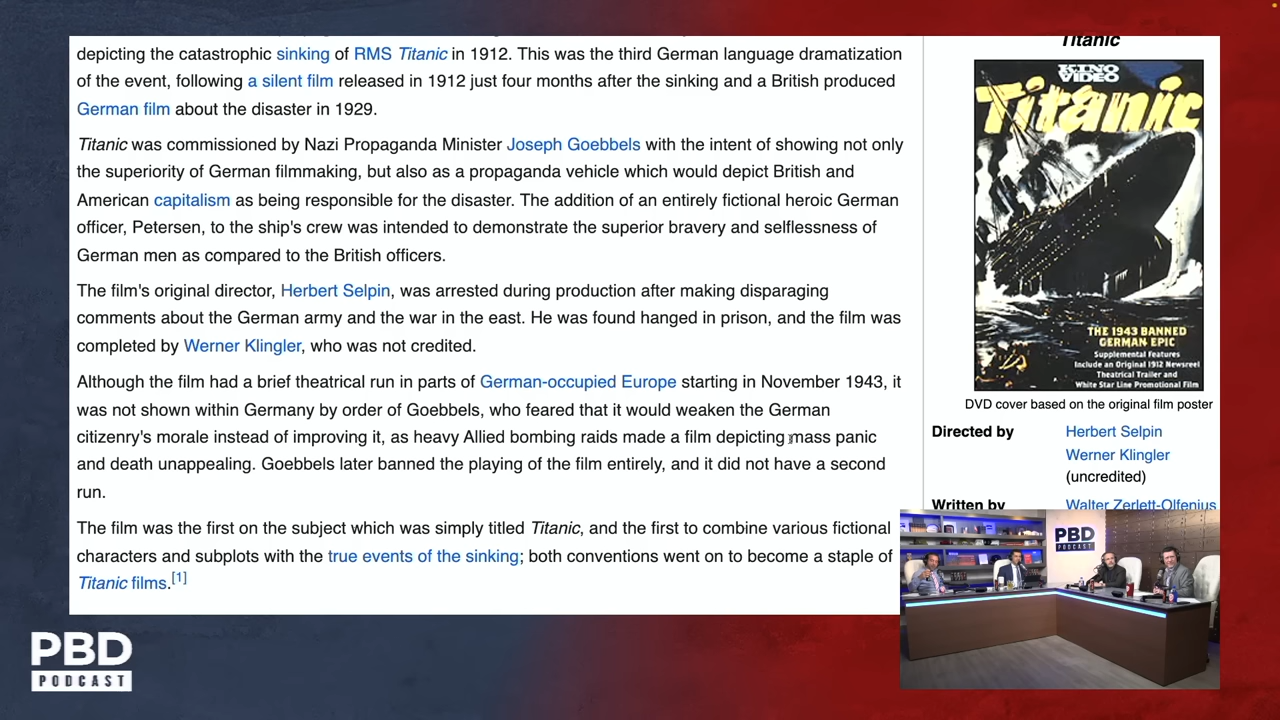 depicting the catastrophic sinking of RMS Titanic in 1912. This was the third German language dramatization
of the event, following a silent film released in 1912 just four months after the sinking and a British produced
German film about the disaster in 1929.
Titanic was commissioned by Nazi Propaganda Minister Joseph Goebbels with the intent of showing not only
the superiority of German filmmaking, but also as a propaganda vehicle which would depict British and
American capitalism as being responsible for the disaster. The addition of an entirely fictional heroic German
officer, Petersen, to the ship's crew was intended to demonstrate the superior bravery and selflessness of
German men as compared to the British officers.
The film's original director, Herbert Selpin, was arrested during production after making disparaging
comments about the German army and the war in the east. He was found hanged in prison, and the film was
completed by Werner Klingler, who was not credited.
Although the film had a brief theatrical run in parts of German-occupied Europe starting in November 1943, it
was not shown within Germany by order of Goebbels, who feared that it would weaken the German
citizenry's morale instead of improving it, as heavy Allied bombing raids made a film depicting mass panic
and death unappealing. Goebbels later banned the playing of the film entirely, and it did not have a second
run.
The film was the first on the subject which was simply titled Titanic, and the first to combine various fictional
characters and subplots with the true events of the sinking; both conventions went on to become a staple of
Titanic films.[1]
Titanic
KINO
VIDEO
Titanic
THE 1943 BANNED
GERMAN EPIC
Supplemental Features
Include an Original 1912 Newsreel
Theatrical Trailer and
White Star Line Promotional Film
DVD cover based on the original film poster
Directed by Herbert Selpin
Werner Klingler
(uncredited)
Written by Walter Zerlett-Olfenius
PBD
PODCAST
PBD
PODCAST